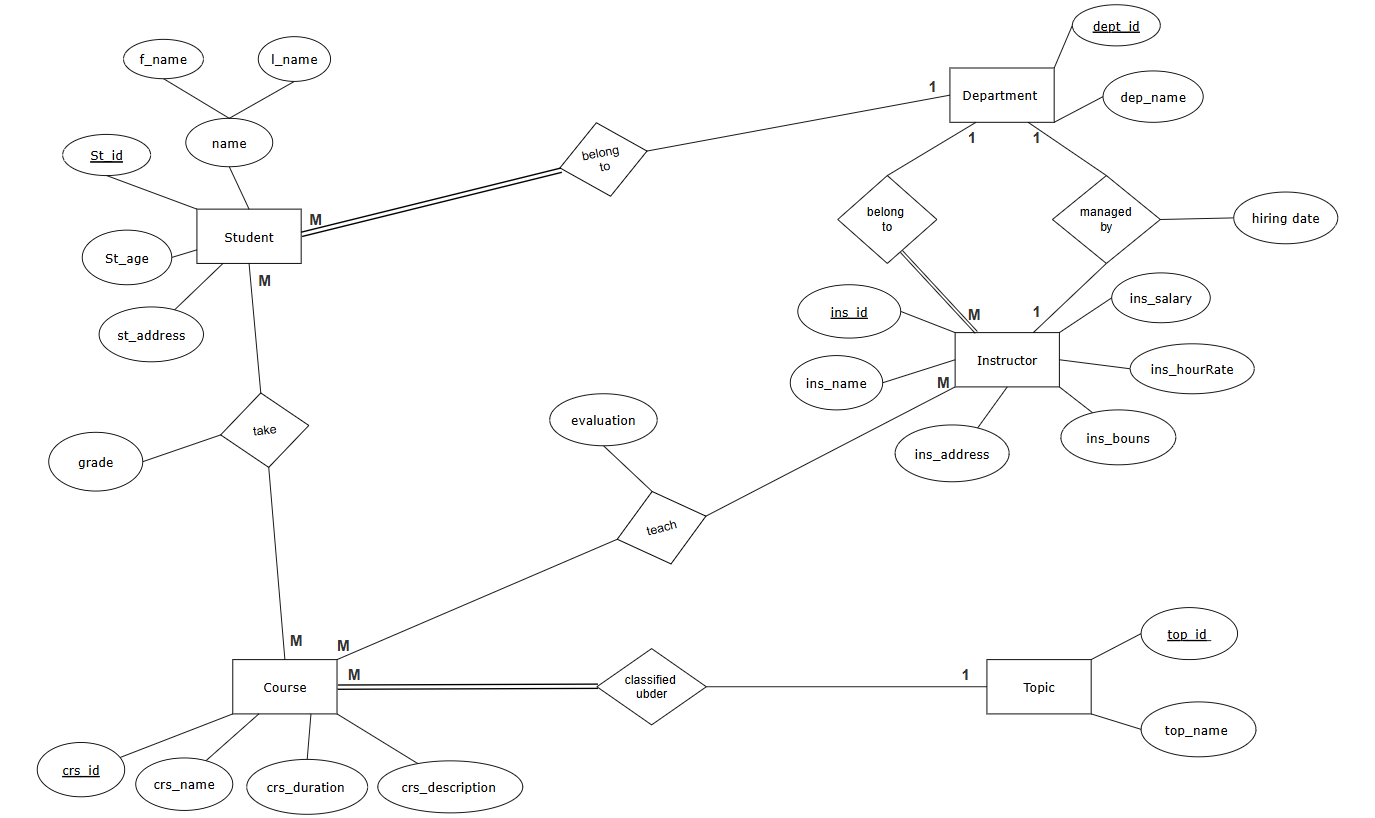 dept_id
f_name
l_name
1
Department
dep_name
name
1
1
St_id
belong
to
M
belong
to
managed
by
hiring date
Student
St_age
M
ins_id
M
1
ins_salary
st_address
Instructor
ins_name
M
ins_hourRate
take
evaluation
ins_address
ins_bouns
grade
teach
M
M
top_id
M
classified
ubder
1
Course
Topic
top_name
crs_id
crs_name
crs_duration
crs_description